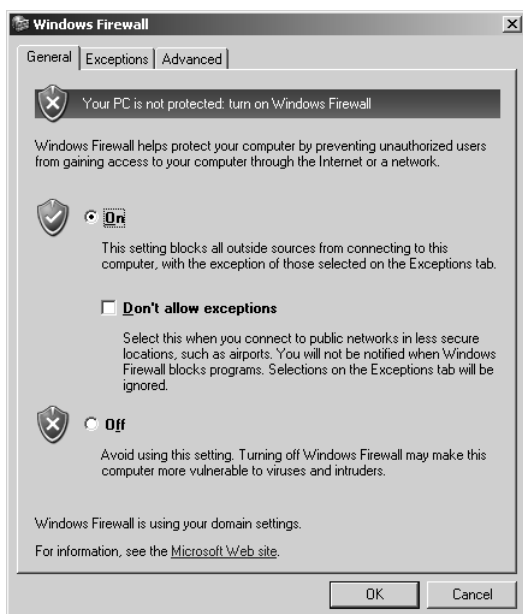 Windows Firewall
General Exceptions Advanced
Your PC is not protected: turn on Windows Firewall
Windows Firewall helps protect your computer by preventing unauthorized users
from gaining access to your computer through the Internet or a network.
On
This setting blocks all outside sources from connecting to this
computer, with the exception of those selected on the Exceptions tab.
Don't allow exceptions
Select this when you connect to public networks in less secure
locations, such as airports. You will not be notified when Windows
Firewall blocks programs. Selections on the Exceptions tab will be
ignored.
Off
Avoid using this setting. Turning off Windows Firewall may make this
computer more vulnerable to viruses and intruders.
Windows Firewall is using your domain settings.
For information, see the Microsoft Web site.
OK Cancel